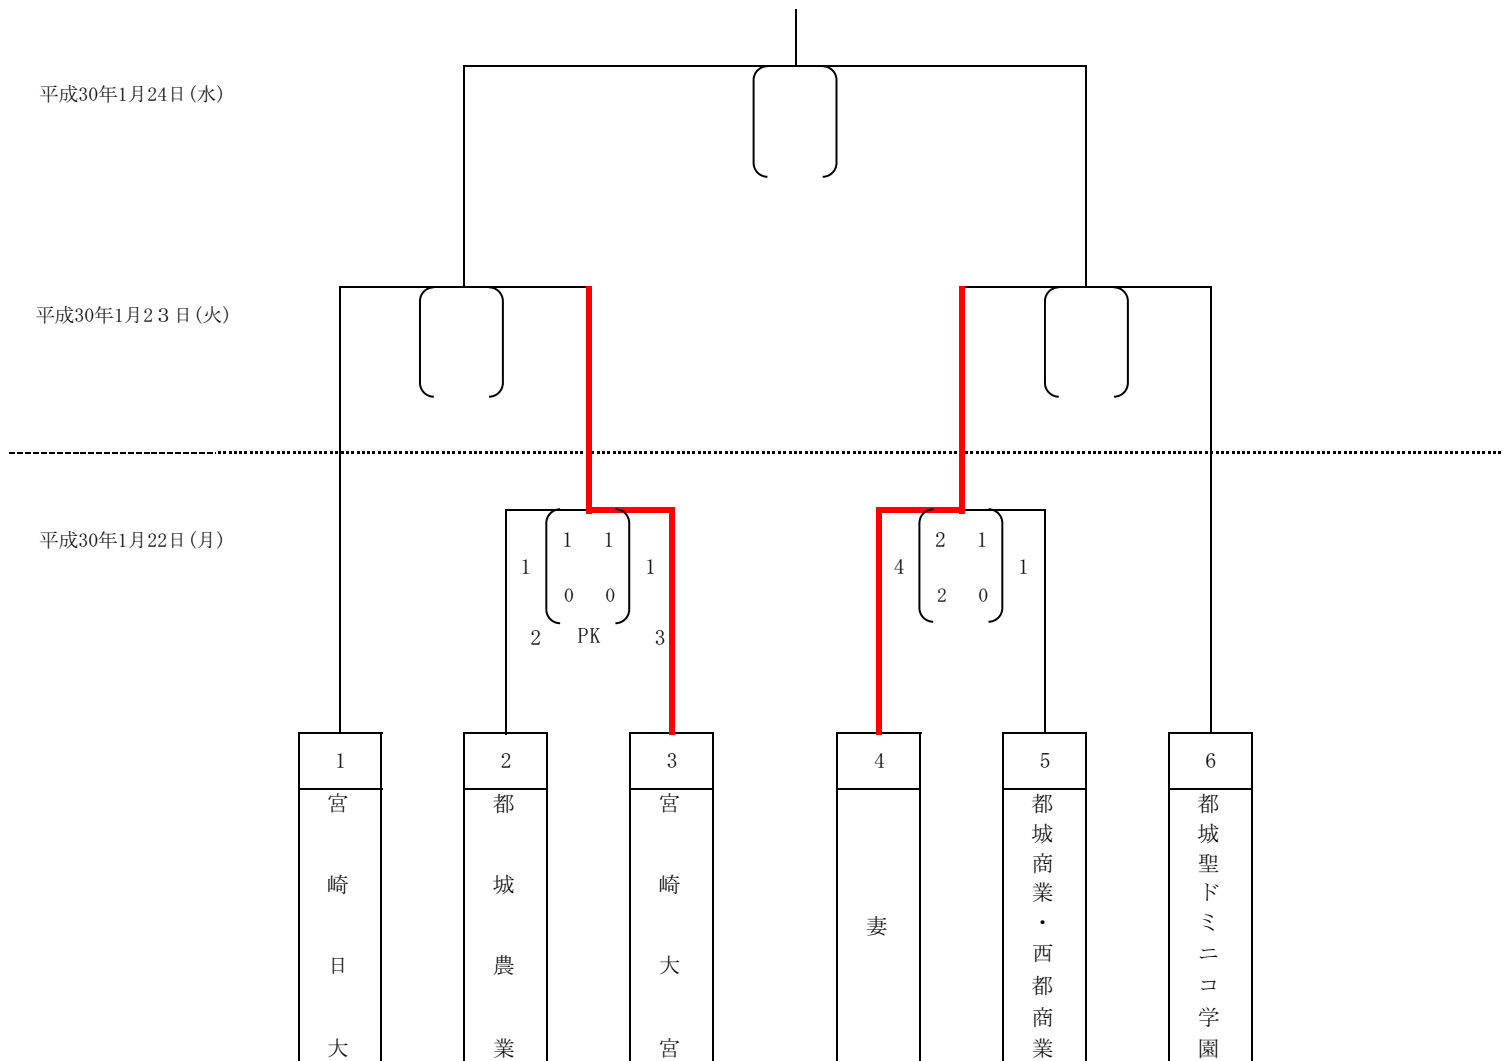 平成30年1月24日(水)
平成30年1月2３日(火)
平成30年1月22日(月)
1 1 2 1
1 1 4 1
0 0 2 0
2 PK 3
1 2 3 4 5 6
宮崎日大
都城農業
宮崎大宮
妻
都城商業・西都商業
都城聖ドミニコ学園